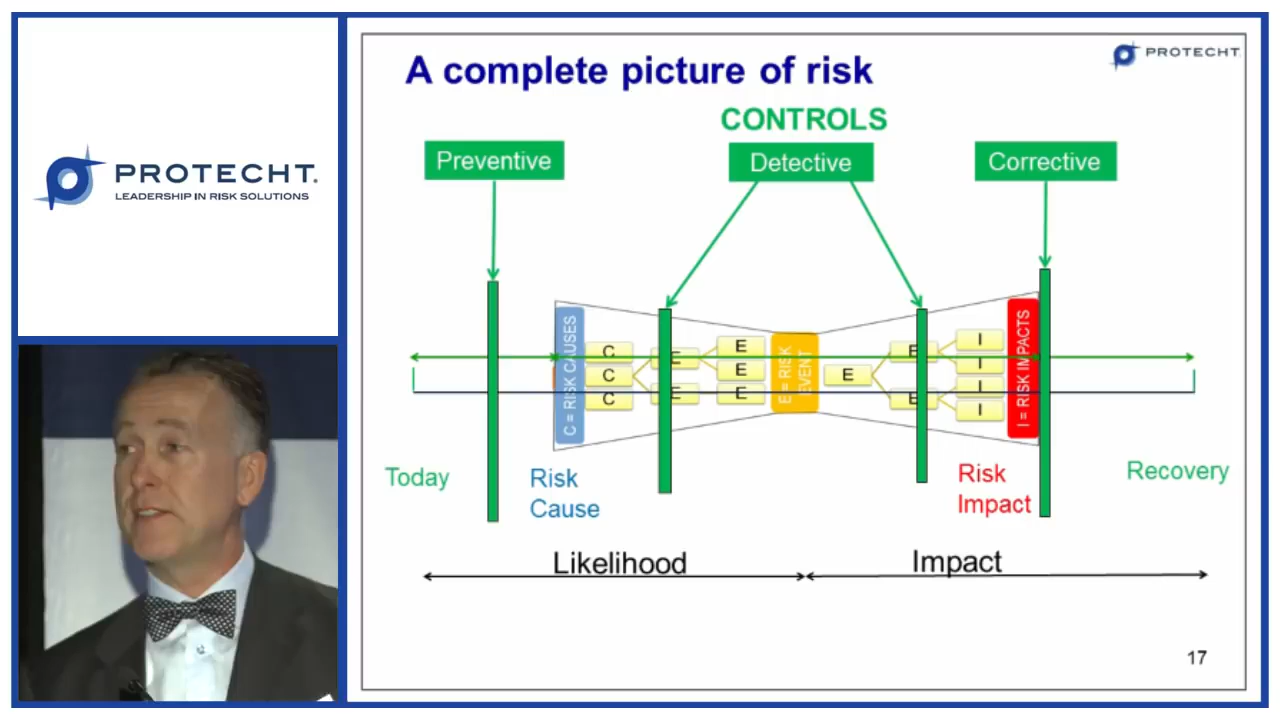 PROTECHT.
LEADERSHIP IN RISK SOLUTIONS
A complete picture of risk
PROTECHT.
CONTROLS
Preventive
Detective
Corrective
C = RISK CAUSES
C
C
C
E
E
E
E
E
E = RISK EVENT
E
E
E
I
I
I
I
I = RISK IMPACTS
Today
Risk
Cause
Risk
Impact
Recovery
Likelihood
Impact
17